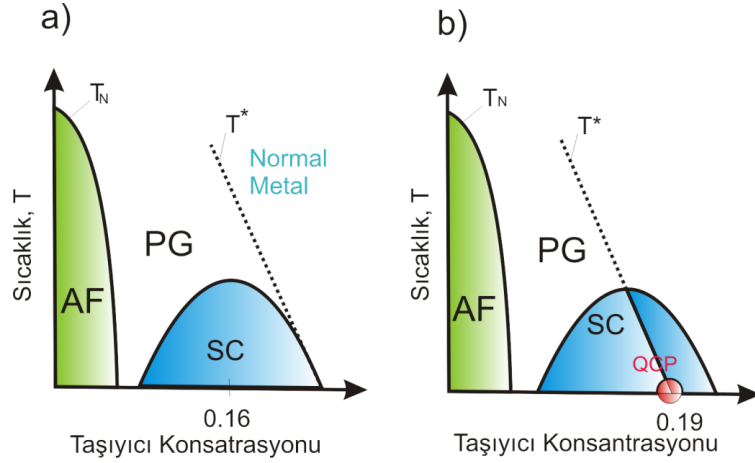 a)
T_N
T*
Normal
Metal
Sıcaklık, T
PG
AF
SC
0.16
Taşıyıcı Konsatrasyonu
b)
T_N
T*
Sıcaklık, T
PG
AF
SC
QCP
0.19
Taşıyıcı Konsantrasyonu